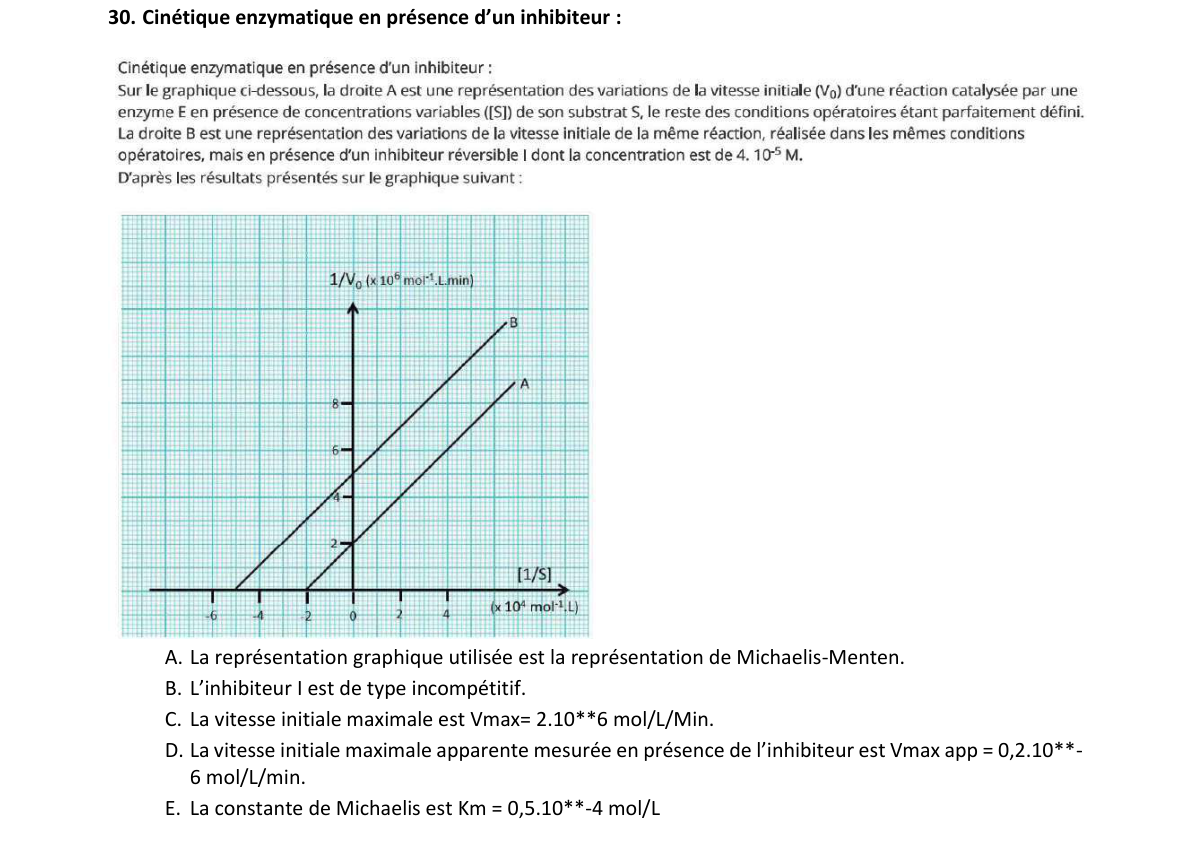 30. Cinétique enzymatique en présence d’un inhibiteur :
Cinétique enzymatique en présence d’un inhibiteur :
Sur le graphique ci-dessous, la droite A est une représentation des variations de la vitesse initiale (V₀) d’une réaction catalysée par une
enzyme E en présence de concentrations variables ([S]) de son substrat S, le reste des conditions opératoires étant parfaitement défini.
La droite B est une représentation des variations de la vitesse initiale de la même réaction, réalisée dans les mêmes conditions
opératoires, mais en présence d’un inhibiteur réversible I dont la concentration est de 4. 10⁻⁵ M.
D’après les résultats présentés sur le graphique suivant :
1/V₀ (x 10⁶ mol⁻¹.L.min)
B
A
8
6
4
2
[1/S]
(x 10⁴ mol⁻¹.L)
-6 -4 -2 0 2 4
A. La représentation graphique utilisée est la représentation de Michaelis-Menten.
B. L’inhibiteur I est de type incompétitif.
C. La vitesse initiale maximale est Vmax= 2.10**6 mol/L/Min.
D. La vitesse initiale maximale apparente mesurée en présence de l’inhibiteur est Vmax app = 0,2.10**-
6 mol/L/min.
E. La constante de Michaelis est Km = 0,5.10**-4 mol/L